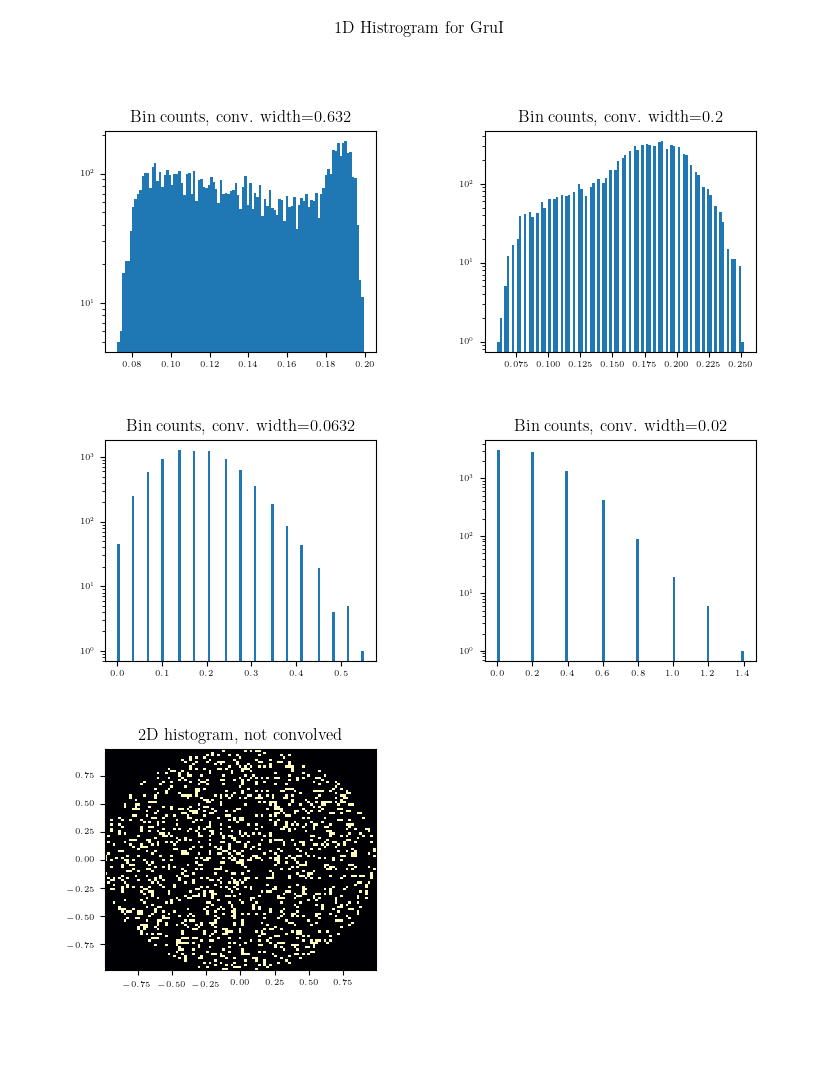 1D Histrogram for GruI
Bin counts, conv. width=0.632
10²
10¹
0.08 0.10 0.12 0.14 0.16 0.18 0.20
Bin counts, conv. width=0.2
10²
10¹
10⁰
0.075 0.100 0.125 0.150 0.175 0.200 0.225 0.250
Bin counts, conv. width=0.0632
10³
10²
10¹
10⁰
0.0 0.1 0.2 0.3 0.4 0.5
Bin counts, conv. width=0.02
10³
10²
10¹
10⁰
0.0 0.2 0.4 0.6 0.8 1.0 1.2 1.4
2D histogram, not convolved
0.75
0.50
0.25
0.00
−0.25
−0.50
−0.75
−0.75 −0.50 −0.25 0.00 0.25 0.50 0.75